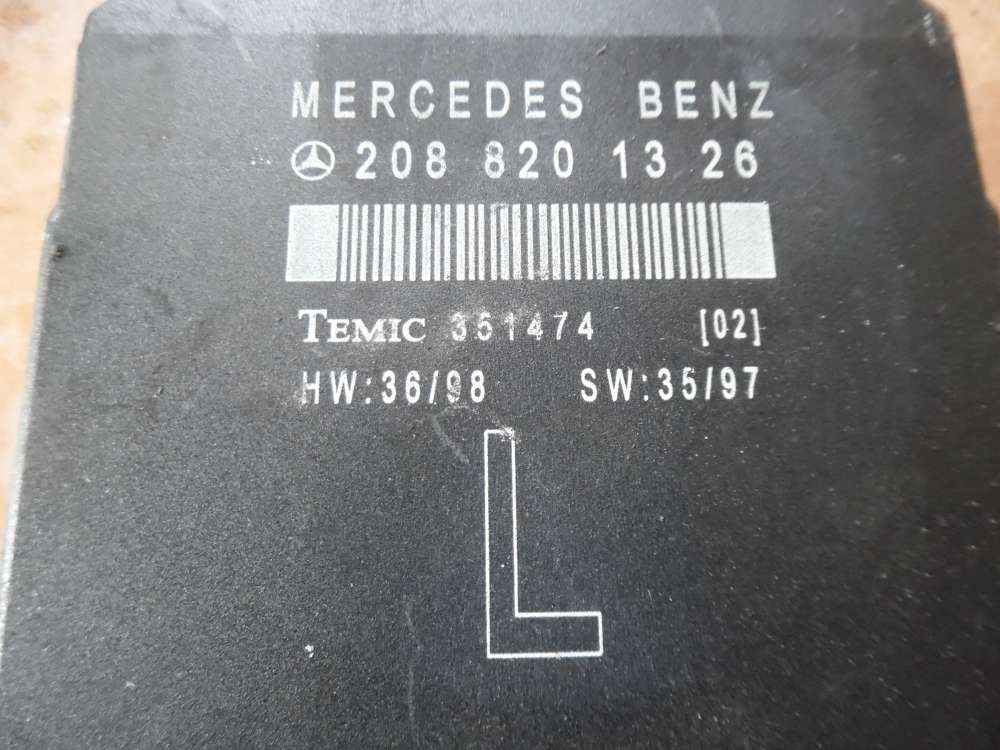 MERCEDES BENZ
208 820 13 26
TEMIC 351474 [02]
HW:36/98 SW:35/97
L